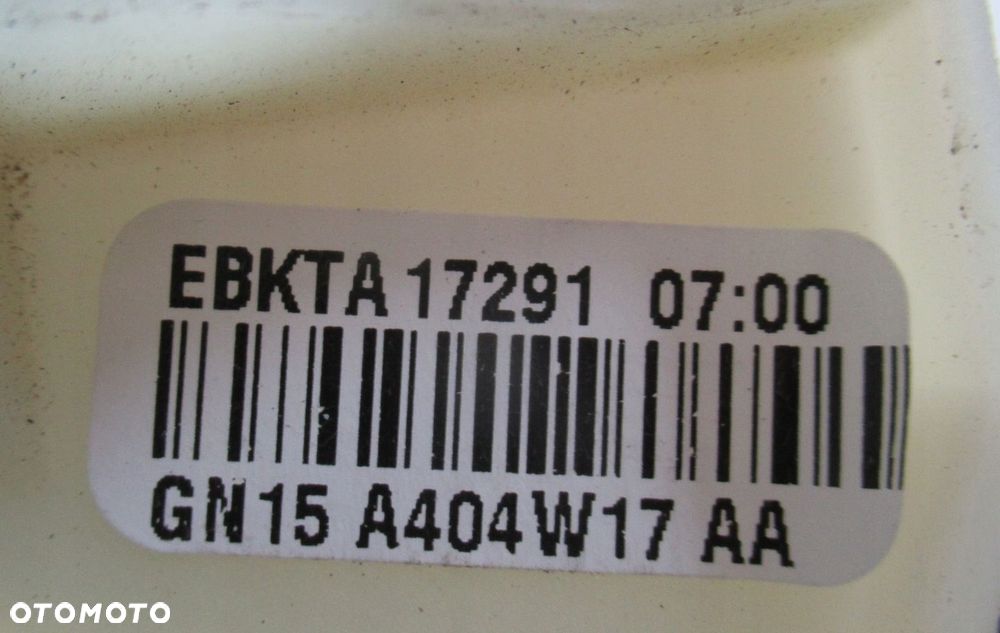 EBKTA 17291 07:00
GN15 A404W17 AA
OTOMOTO